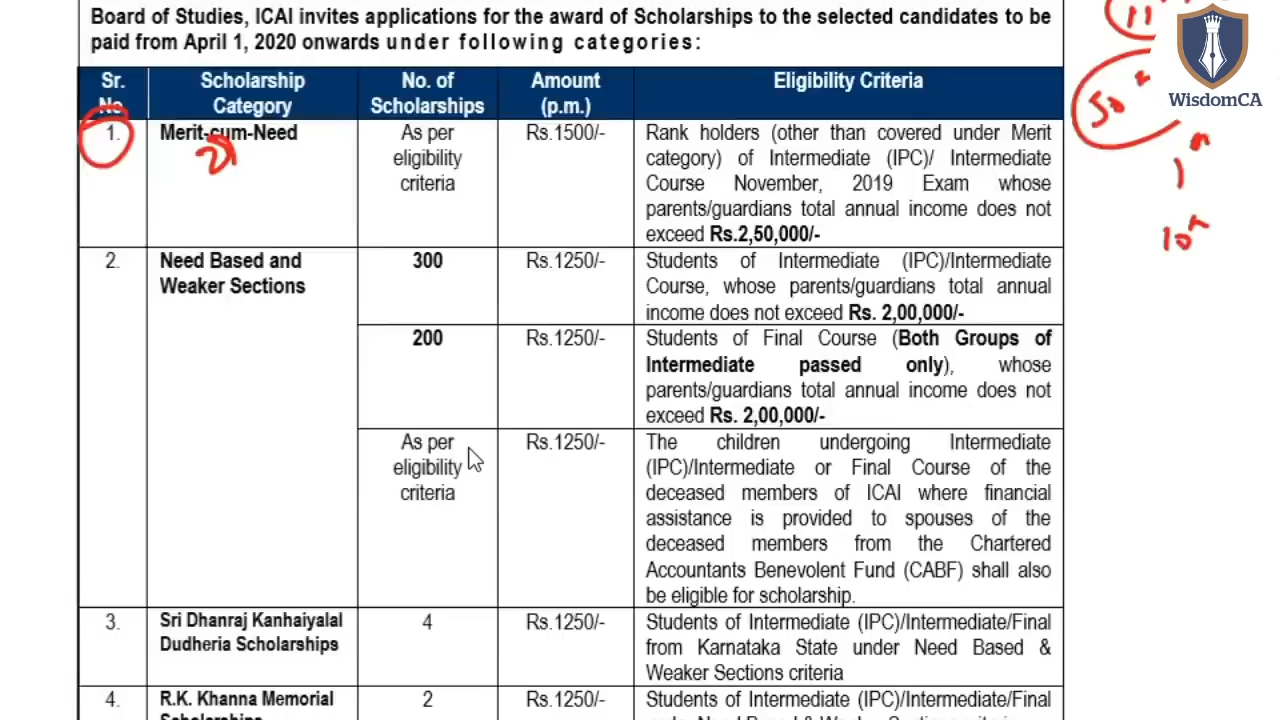 Board of Studies, ICAI invites applications for the award of Scholarships to the selected candidates to be
paid from April 1, 2020 onwards under following categories:
Sr. No
Scholarship Category
No. of Scholarships
Amount (p.m.)
Eligibility Criteria
1.
Merit-cum-Need
As per
eligibility
criteria
Rs.1500/-
Rank holders (other than covered under Merit
category) of Intermediate (IPC)/ Intermediate
Course November, 2019 Exam whose
parents/guardians total annual income does not
exceed Rs.2,50,000/-
2.
Need Based and
Weaker Sections
300
Rs.1250/-
Students of Intermediate (IPC)/Intermediate
Course, whose parents/guardians total annual
income does not exceed Rs. 2,00,000/-
200
Rs.1250/-
Students of Final Course (Both Groups of
Intermediate passed only), whose
parents/guardians total annual income does not
exceed Rs. 2,00,000/-
As per
eligibility
criteria
Rs.1250/-
The children undergoing Intermediate
(IPC)/Intermediate or Final Course of the
deceased members of ICAI where financial
assistance is provided to spouses of the
deceased members from the Chartered
Accountants Benevolent Fund (CABF) shall also
be eligible for scholarship.
3.
Sri Dhanraj Kanhaiyalal
Dudheria Scholarships
4
Rs.1250/-
Students of Intermediate (IPC)/Intermediate/Final
from Karnataka State under Need Based &
Weaker Sections criteria
4.
R.K. Khanna Memorial
2
Rs.1250/-
Students of Intermediate (IPC)/Intermediate/Final
WisdomCA
11
50
1
10